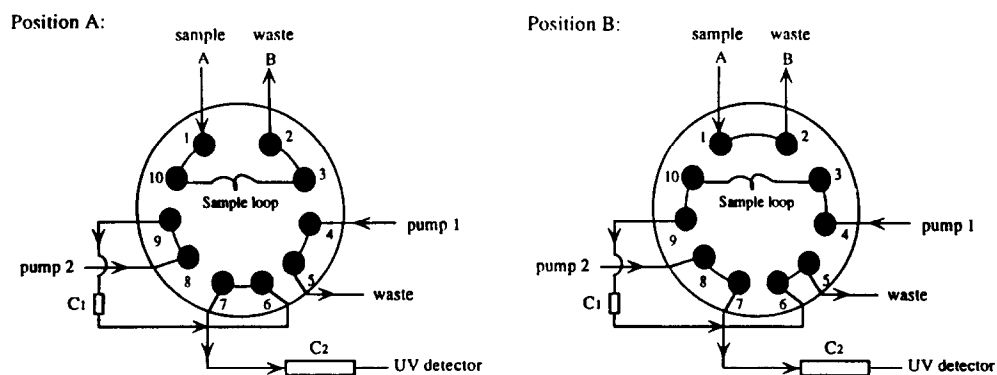 Position A:
sample
waste
A
B
1
2
10
3
Sample loop
9
4
pump 1
pump 2
8
5
7
6
waste
C1
C2
UV detector
Position B:
sample
waste
A
B
1
2
10
3
Sample loop
9
4
pump 1
pump 2
8
5
7
6
waste
C1
C2
UV detector